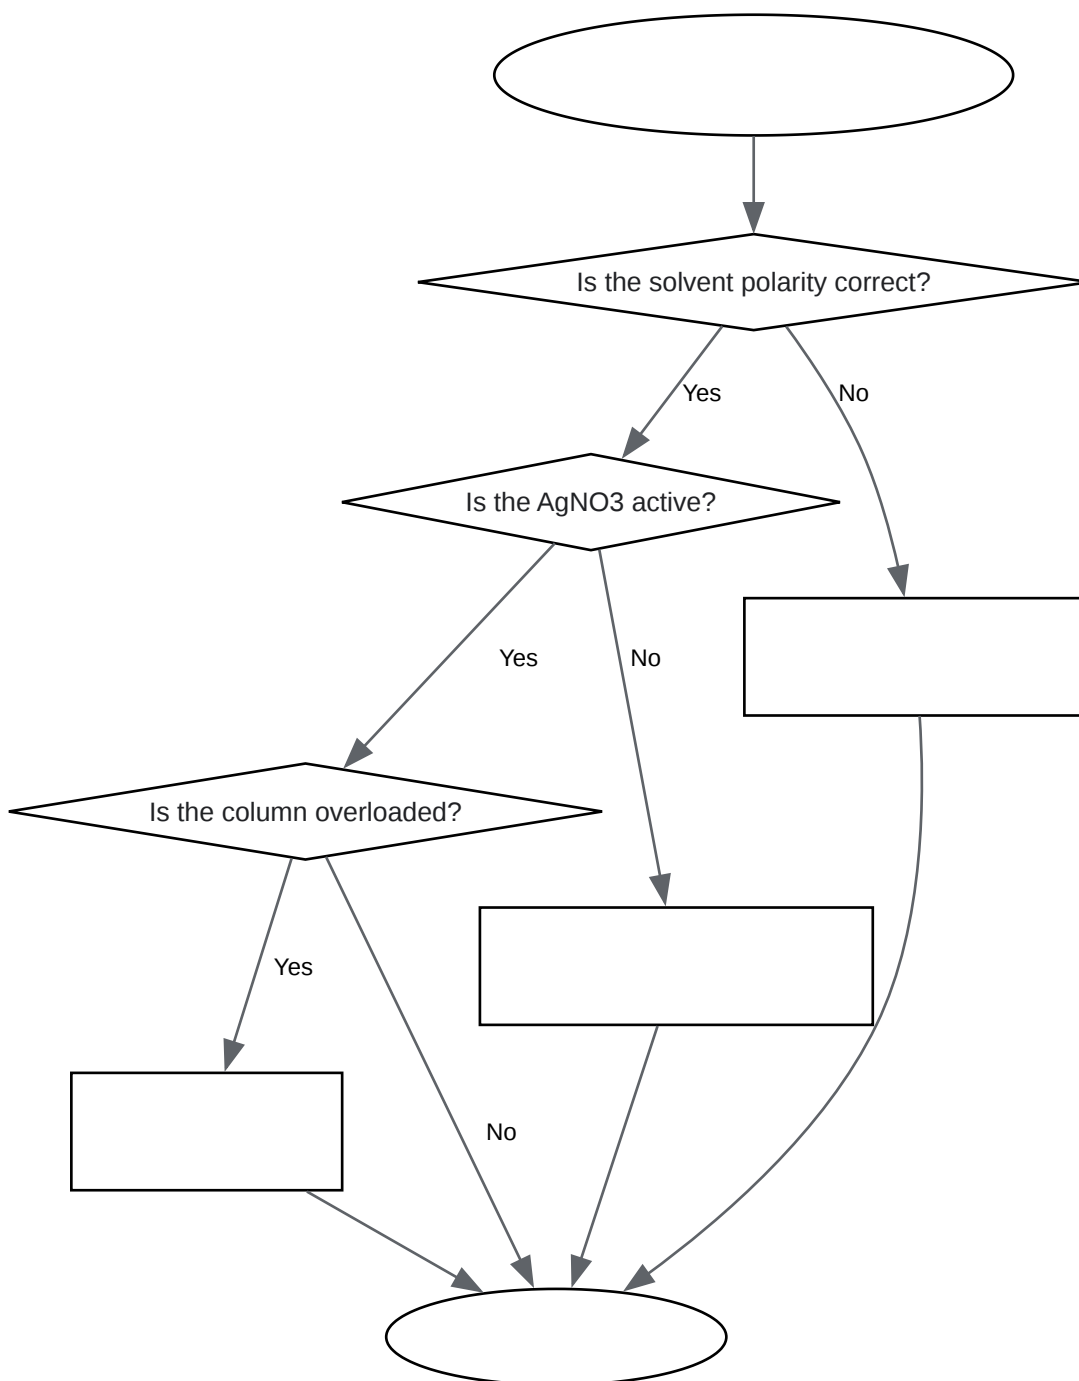 Is the solvent polarity correct?
Yes
No
Is the AgNO3 active?
Yes
No
Is the column overloaded?
Yes
No